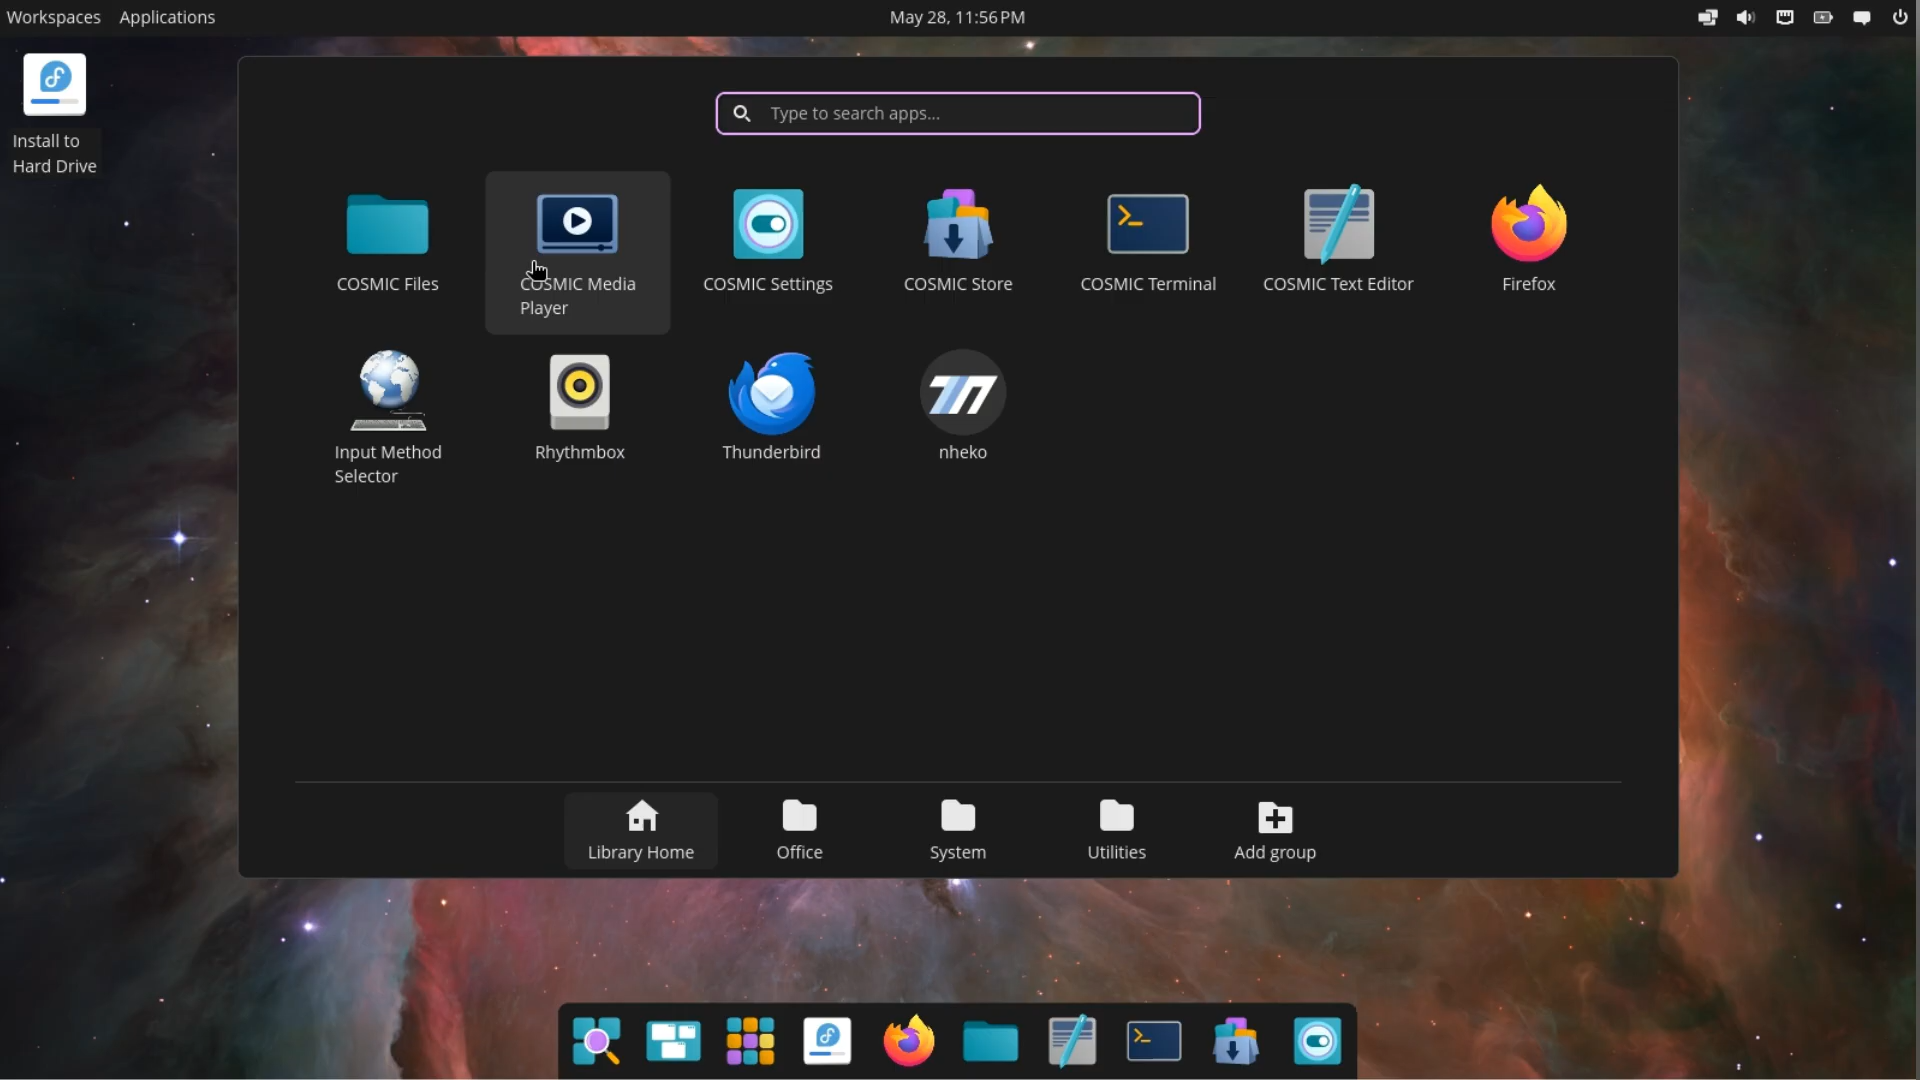 Workspaces Applications May 28, 11:56 PM
Install to
Hard Drive
Type to search apps...
COSMIC Files
COSMIC Media
Player
COSMIC Settings
COSMIC Store
COSMIC Terminal
COSMIC Text Editor
Firefox
Input Method
Selector
Rhythmbox
Thunderbird
nheko
Library Home
Office
System
Utilities
Add group